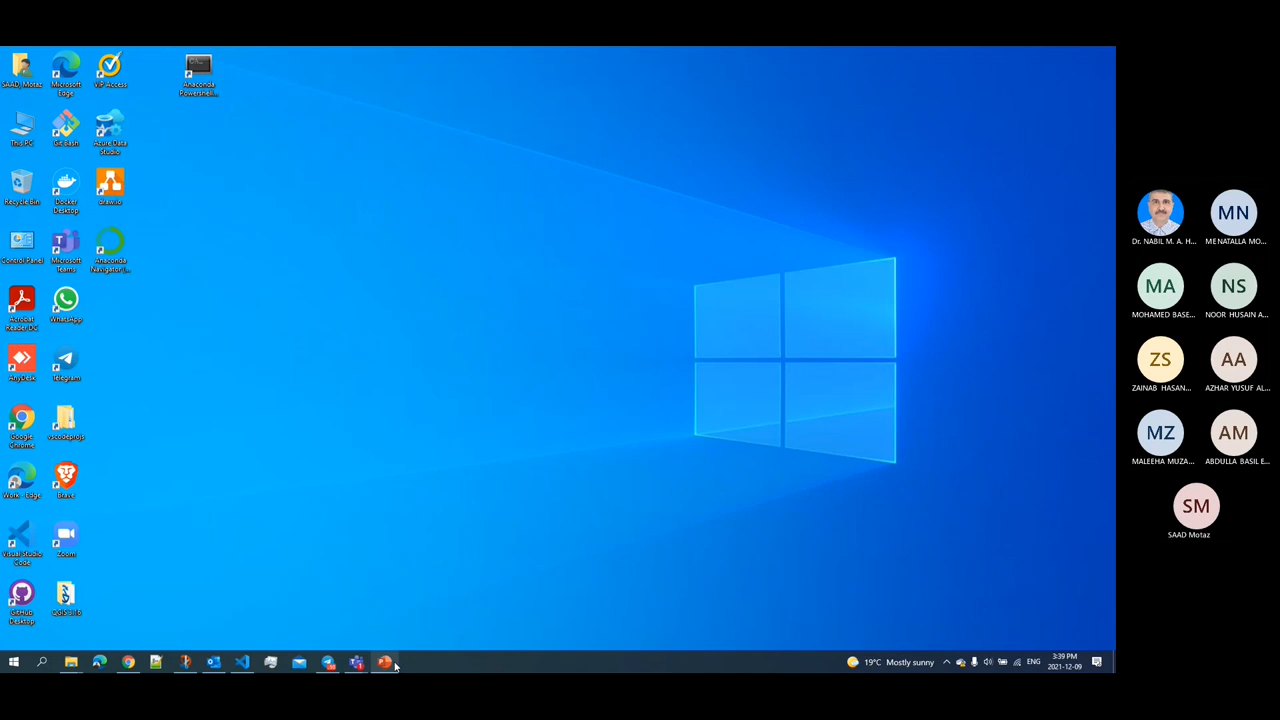 SAAD, Motaz
Microsoft
Edge
VIP Access
Anaconda
Powershell...
This PC
Git Bash
Azure Data
Studio
Recycle Bin
Docker
Desktop
draw.io
Control Panel
Microsoft
Teams
Anaconda
Navigator (...
Acrobat
Reader DC
WhatsApp
AnyDesk
Telegram
Google
Chrome
vscodeprojs
Work - Edge
Brave
Visual Studio
Code
Zoom
GitHub
Desktop
QGIS 3.16
19°C Mostly sunny
ENG
3:39 PM
2021-12-09
Dr. NABIL M. A. H...
MN
MENATALLA MO...
MA
MOHAMED BASE...
NS
NOOR HUSAIN A...
ZS
ZAINAB HASAN...
AA
AZHAR YUSUF AL...
MZ
MALEEHA MUZA...
AM
ABDULLA BASIL E...
SM
SAAD Motaz